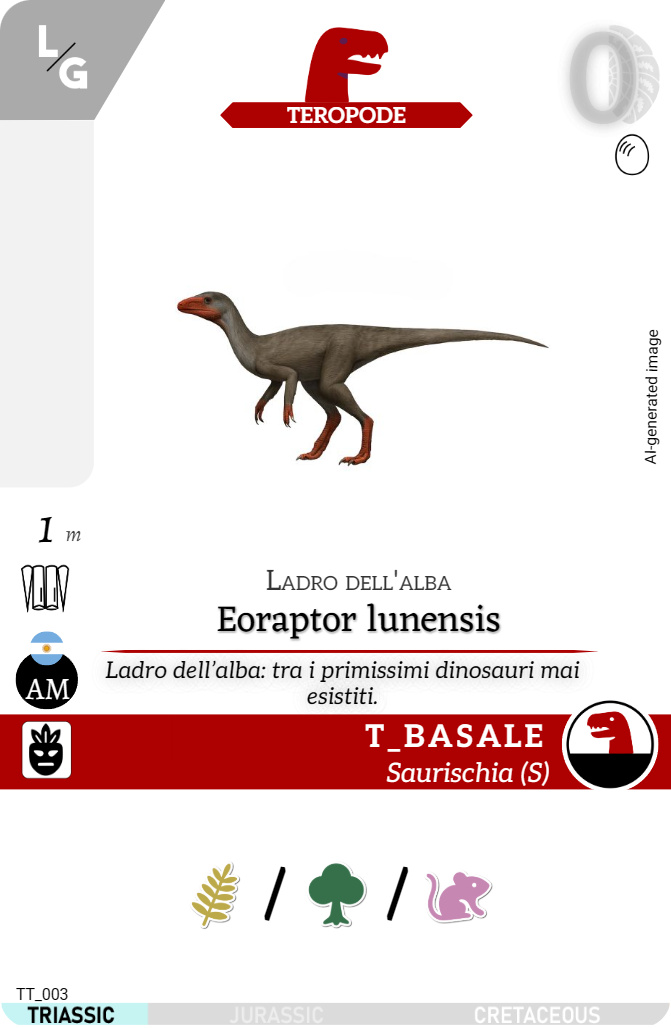 L/G
TEROPODE
0
AI-generated image
1 m
Ladro dell'alba
Eoraptor lunensis
Ladro dell’alba: tra i primissimi dinosauri mai
esistiti.
AM
T_BASALE
Saurischia (S)
/ /
TT_003
TRIASSIC JURASSIC CRETACEOUS